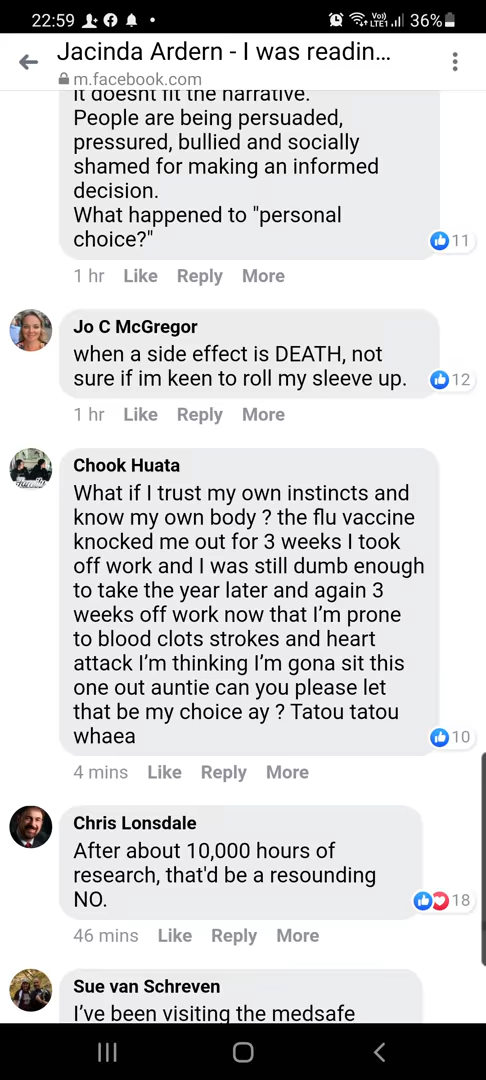 22:59
Vo)) LTE1 36%
Jacinda Ardern - I was readin...
m.facebook.com
it doesnt fit the narrative.
People are being persuaded,
pressured, bullied and socially
shamed for making an informed
decision.
What happened to "personal
choice?"
11
1 hr Like Reply More
Jo C McGregor
when a side effect is DEATH, not
sure if im keen to roll my sleeve up.
12
1 hr Like Reply More
Chook Huata
What if I trust my own instincts and
know my own body ? the flu vaccine
knocked me out for 3 weeks I took
off work and I was still dumb enough
to take the year later and again 3
weeks off work now that I’m prone
to blood clots strokes and heart
attack I’m thinking I’m gona sit this
one out auntie can you please let
that be my choice ay ? Tatou tatou
whaea
10
4 mins Like Reply More
Chris Lonsdale
After about 10,000 hours of
research, that'd be a resounding
NO.
18
46 mins Like Reply More
Sue van Schreven
I’ve been visiting the medsafe